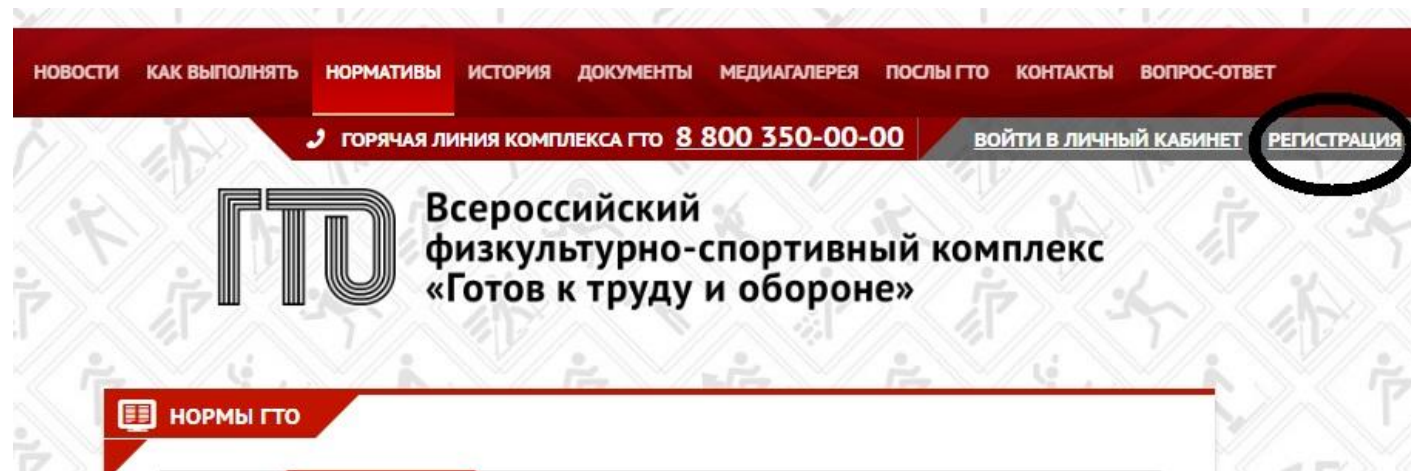 НОВОСТИ КАК ВЫПОЛНЯТЬ НОРМАТИВЫ ИСТОРИЯ ДОКУМЕНТЫ МЕДИАГАЛЕРЕЯ ПОСЛЫ ГТО КОНТАКТЫ ВОПРОС-ОТВЕТ
ГОРЯЧАЯ ЛИНИЯ КОМПЛЕКСА ГТО 8 800 350-00-00 ВОЙТИ В ЛИЧНЫЙ КАБИНЕТ РЕГИСТРАЦИЯ
ГТО
Всероссийский
физкультурно-спортивный комплекс
«Готов к труду и обороне»
НОРМЫ ГТО